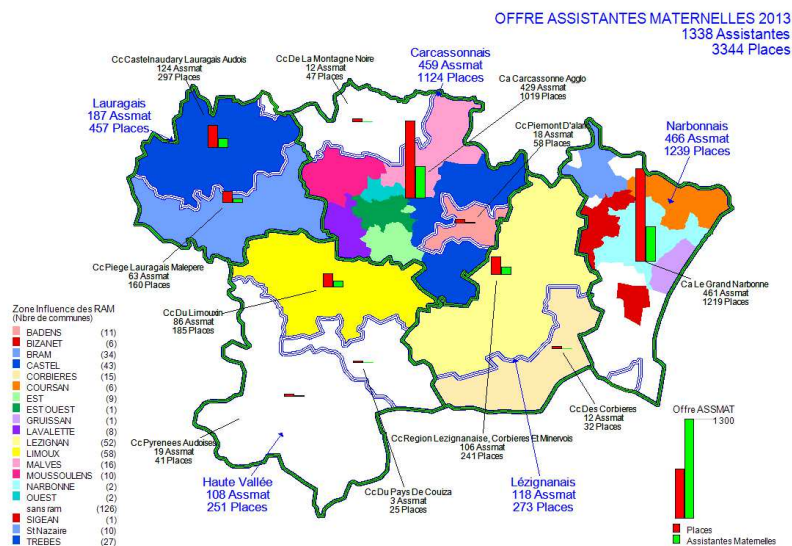 OFFRE ASSISTANTES MATERNELLES 2013
1338 Assistantes
3344 Places
Cc Castelnaudary Lauragais Audois
124 Assmat
297 Places
Cc De La Montagne Noire
12 Assmat
47 Places
Carcassonnais
459 Assmat
1124 Places
Ca Carcassonne Agglo
429 Assmat
1019 Places
Lauragais
187 Assmat
457 Places
Cc Piemont D'alaric
18 Assmat
58 Places
Narbonnais
466 Assmat
1239 Places
Cc Piege Lauragais Malepere
63 Assmat
160 Places
Ca Le Grand Narbonne
461 Assmat
1219 Places
Cc Du Limouxin
86 Assmat
185 Places
Cc Des Corbieres
12 Assmat
32 Places
Cc Pyrenees Audoises
19 Assmat
41 Places
Cc Region Lezignanaise, Corbieres Et Minervois
106 Assmat
241 Places
Haute Vallée
108 Assmat
251 Places
Cc Du Pays De Couiza
3 Assmat
25 Places
Lézignanais
118 Assmat
273 Places
Zone Influence des RAM
(Nbre de communes)
BADENS (11)
BIZANET (6)
BRAM (34)
CASTEL (43)
CORBIERES (15)
COURSAN (6)
EST (9)
EST OUEST (1)
GRUISSAN (1)
LAVALETTE (8)
LEZIGNAN (52)
LIMOUX (58)
MALVES (16)
MOUSSOULENS (10)
NARBONNE (2)
OUEST (2)
sans ram (126)
SIGEAN (1)
St Nazaire (10)
TREBES (27)
Offre ASSMAT
1 300
Places
Assistantes Maternelles